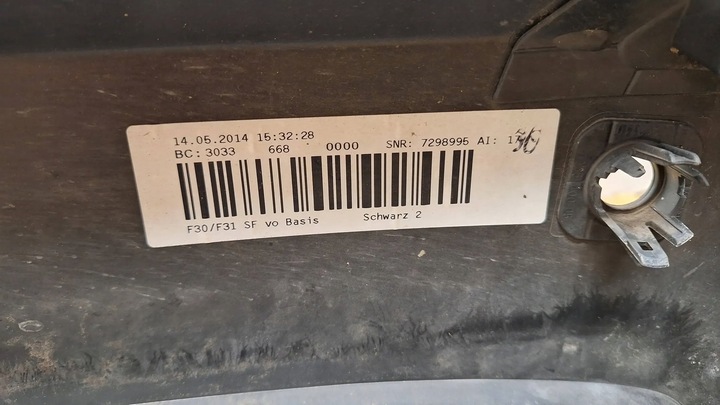 14.05.2014 15:32:28
BC: 3033 668 0000 SNR: 7298995 AI:
F30/F31 SF vo Basis Schwarz 2